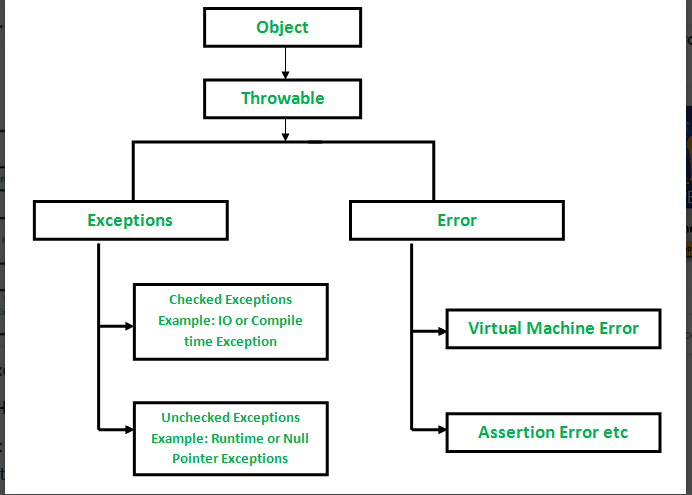 Object
Throwable
Exceptions
Error
Checked Exceptions
Example: IO or Compile
time Exception
Virtual Machine Error
Unchecked Exceptions
Example: Runtime or Null
Pointer Exceptions
Assertion Error etc